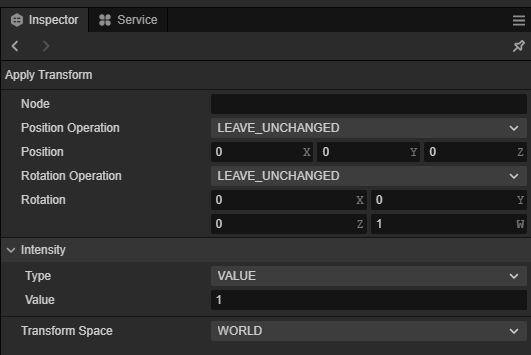 Inspector Service
Apply Transform
Node
Position Operation LEAVE_UNCHANGED
Position 0 X 0 Y 0 Z
Rotation Operation LEAVE_UNCHANGED
Rotation 0 X 0 Y
0 Z 1 W
Intensity
Type VALUE
Value 1
Transform Space WORLD